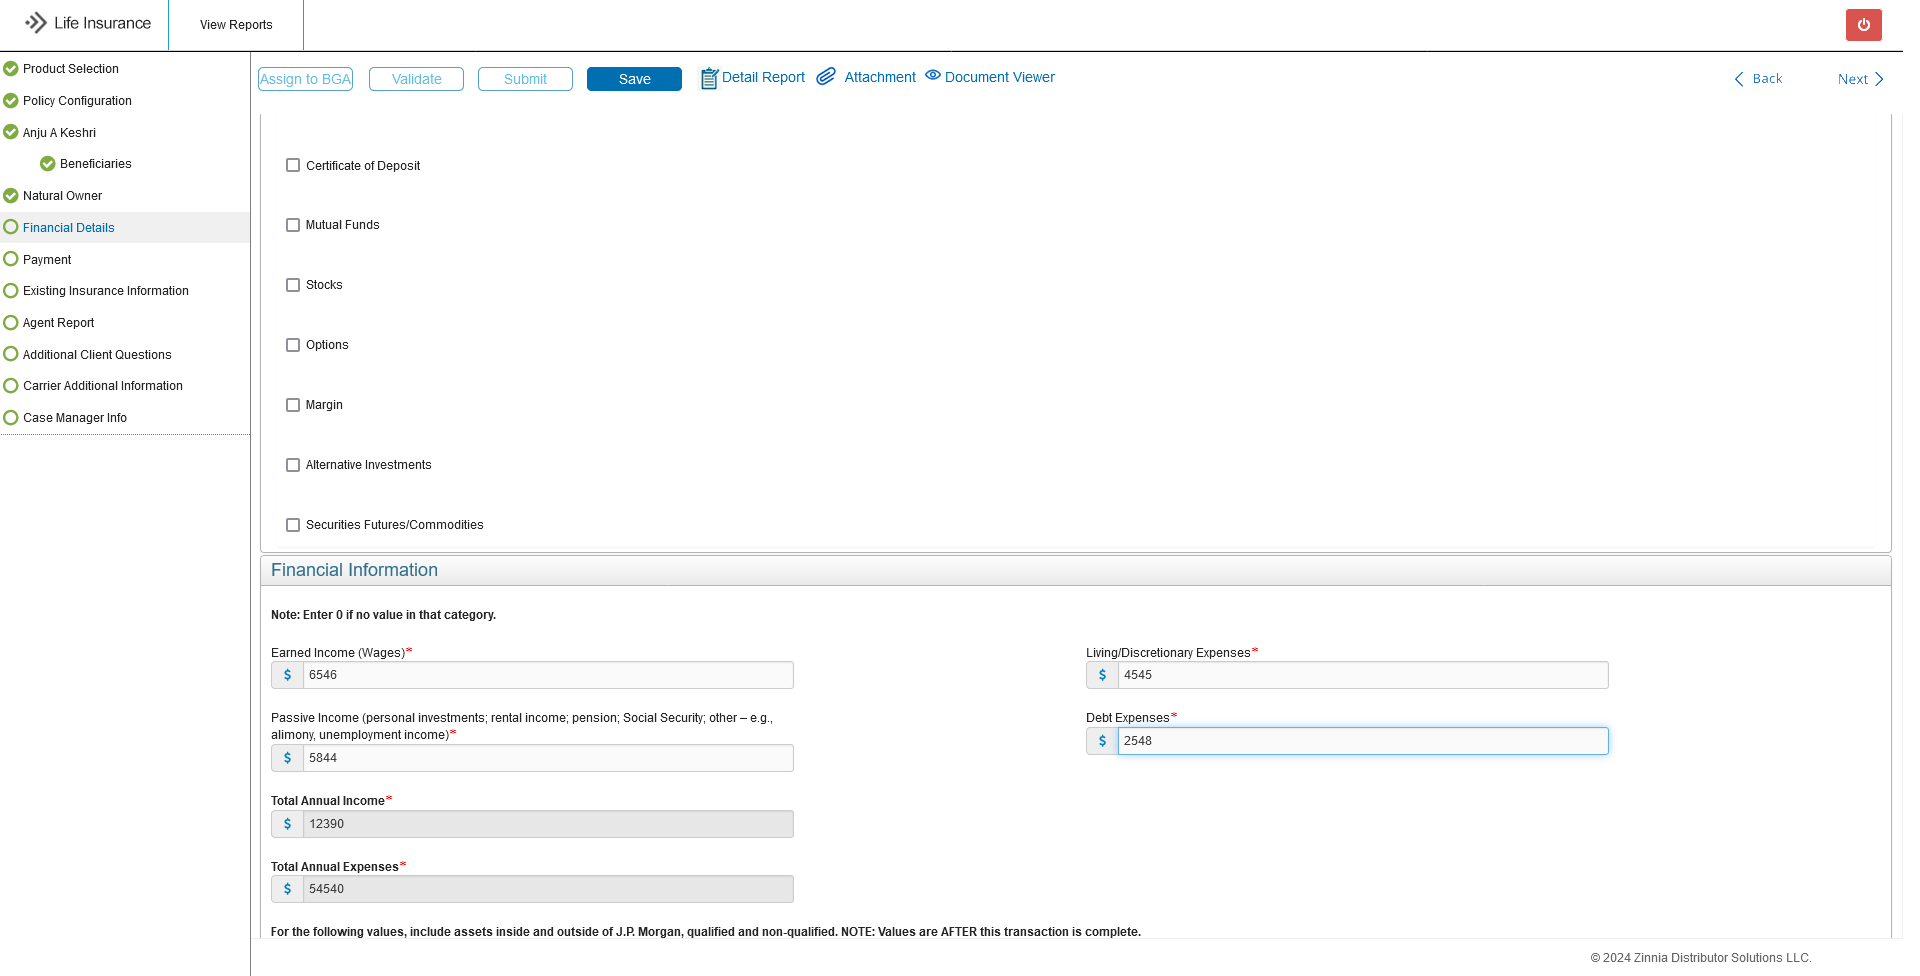 Life Insurance
View Reports
Product Selection
Policy Configuration
Anju A Keshri
Beneficiaries
Natural Owner
Financial Details
Payment
Existing Insurance Information
Agent Report
Additional Client Questions
Carrier Additional Information
Case Manager Info
Assign to BGA
Validate
Submit
Save
Detail Report
Attachment
Document Viewer
Back
Next
Certificate of Deposit
Mutual Funds
Stocks
Options
Margin
Alternative Investments
Securities Futures/Commodities
Financial Information
Note: Enter 0 if no value in that category.
Earned Income (Wages)*
$ 6546
Living/Discretionary Expenses*
$ 4545
Passive Income (personal investments; rental income; pension; Social Security; other – e.g.,
alimony, unemployment income)*
$ 5844
Debt Expenses*
$ 2548
Total Annual Income*
$ 12390
Total Annual Expenses*
$ 54540
For the following values, include assets inside and outside of J.P. Morgan, qualified and non-qualified. NOTE: Values are AFTER this transaction is complete.
© 2024 Zinnia Distributor Solutions LLC.